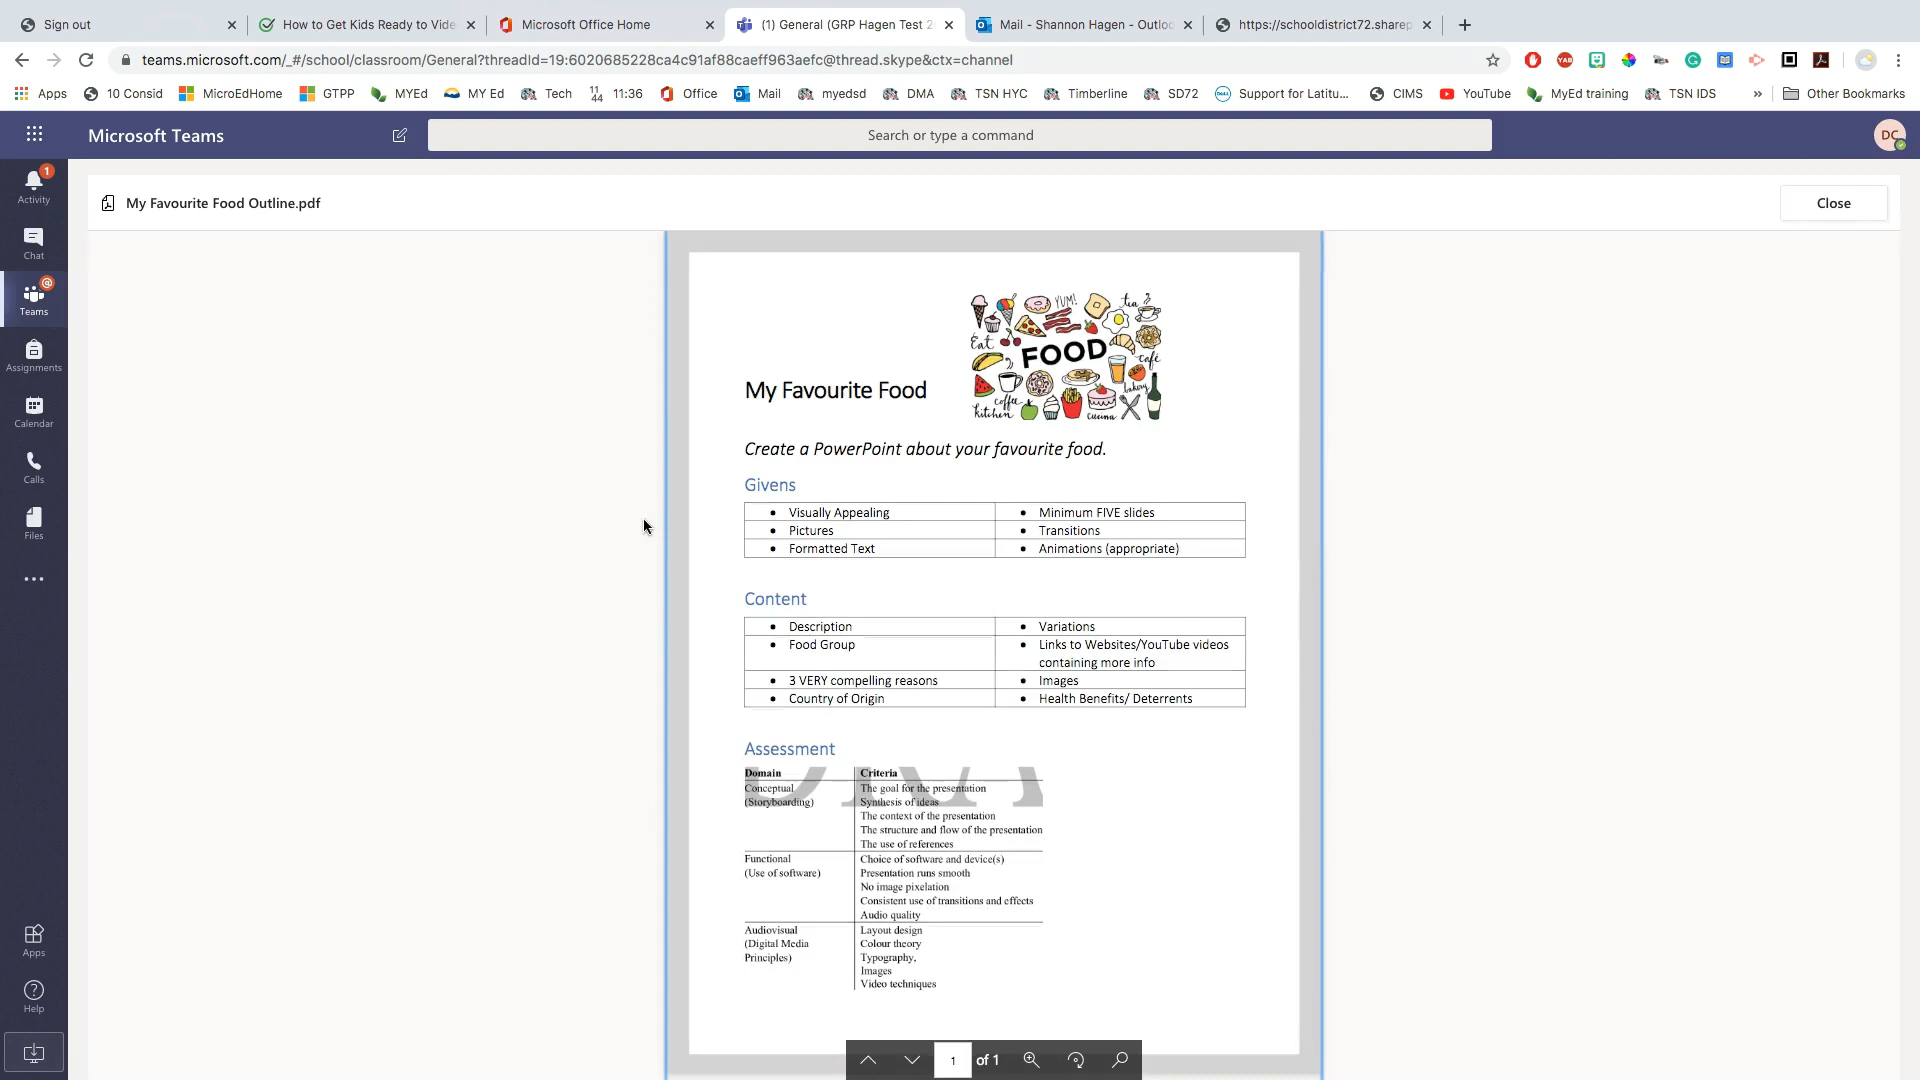 Sign out
How to Get Kids Ready to Vide
Microsoft Office Home
(1) General (GRP Hagen Test 2
Mail - Shannon Hagen - Outloo
https://schooldistrict72.sharep
teams.microsoft.com/_#/school/classroom/General?threadId=19:6020685228ca4c91af88caeff963aefc@thread.skype&ctx=channel
Apps
10 Consid
MicroEdHome
GTPP
MYEd
MY Ed
Tech
11 44
11:36
Office
Mail
myedsd
DMA
TSN HYC
Timberline
SD72
Support for Latitu...
CIMS
YouTube
MyEd training
TSN IDS
»
Other Bookmarks
Microsoft Teams
Search or type a command
DC
1
Activity
Chat
@
Teams
Assignments
Calendar
Calls
Files
Apps
Help
My Favourite Food Outline.pdf
Close
My Favourite Food
YUM!
tea
Eat
FOOD
café
coffee
bakery
kitchen
cucina
Create a PowerPoint about your favourite food.
Givens
• Visually Appealing
• Minimum FIVE slides
• Pictures
• Transitions
• Formatted Text
• Animations (appropriate)
Content
• Description
• Variations
• Food Group
• Links to Websites/YouTube videos
containing more info
• 3 VERY compelling reasons
• Images
• Country of Origin
• Health Benefits/ Deterrents
Assessment
Domain
Criteria
Conceptual
(Storyboarding)
The goal for the presentation
Synthesis of ideas
The context of the presentation
The structure and flow of the presentation
The use of references
Functional
(Use of software)
Choice of software and device(s)
Presentation runs smooth
No image pixelation
Consistent use of transitions and effects
Audio quality
Audiovisual
(Digital Media
Principles)
Layout design
Colour theory
Typography,
Images
Video techniques
1 of 1